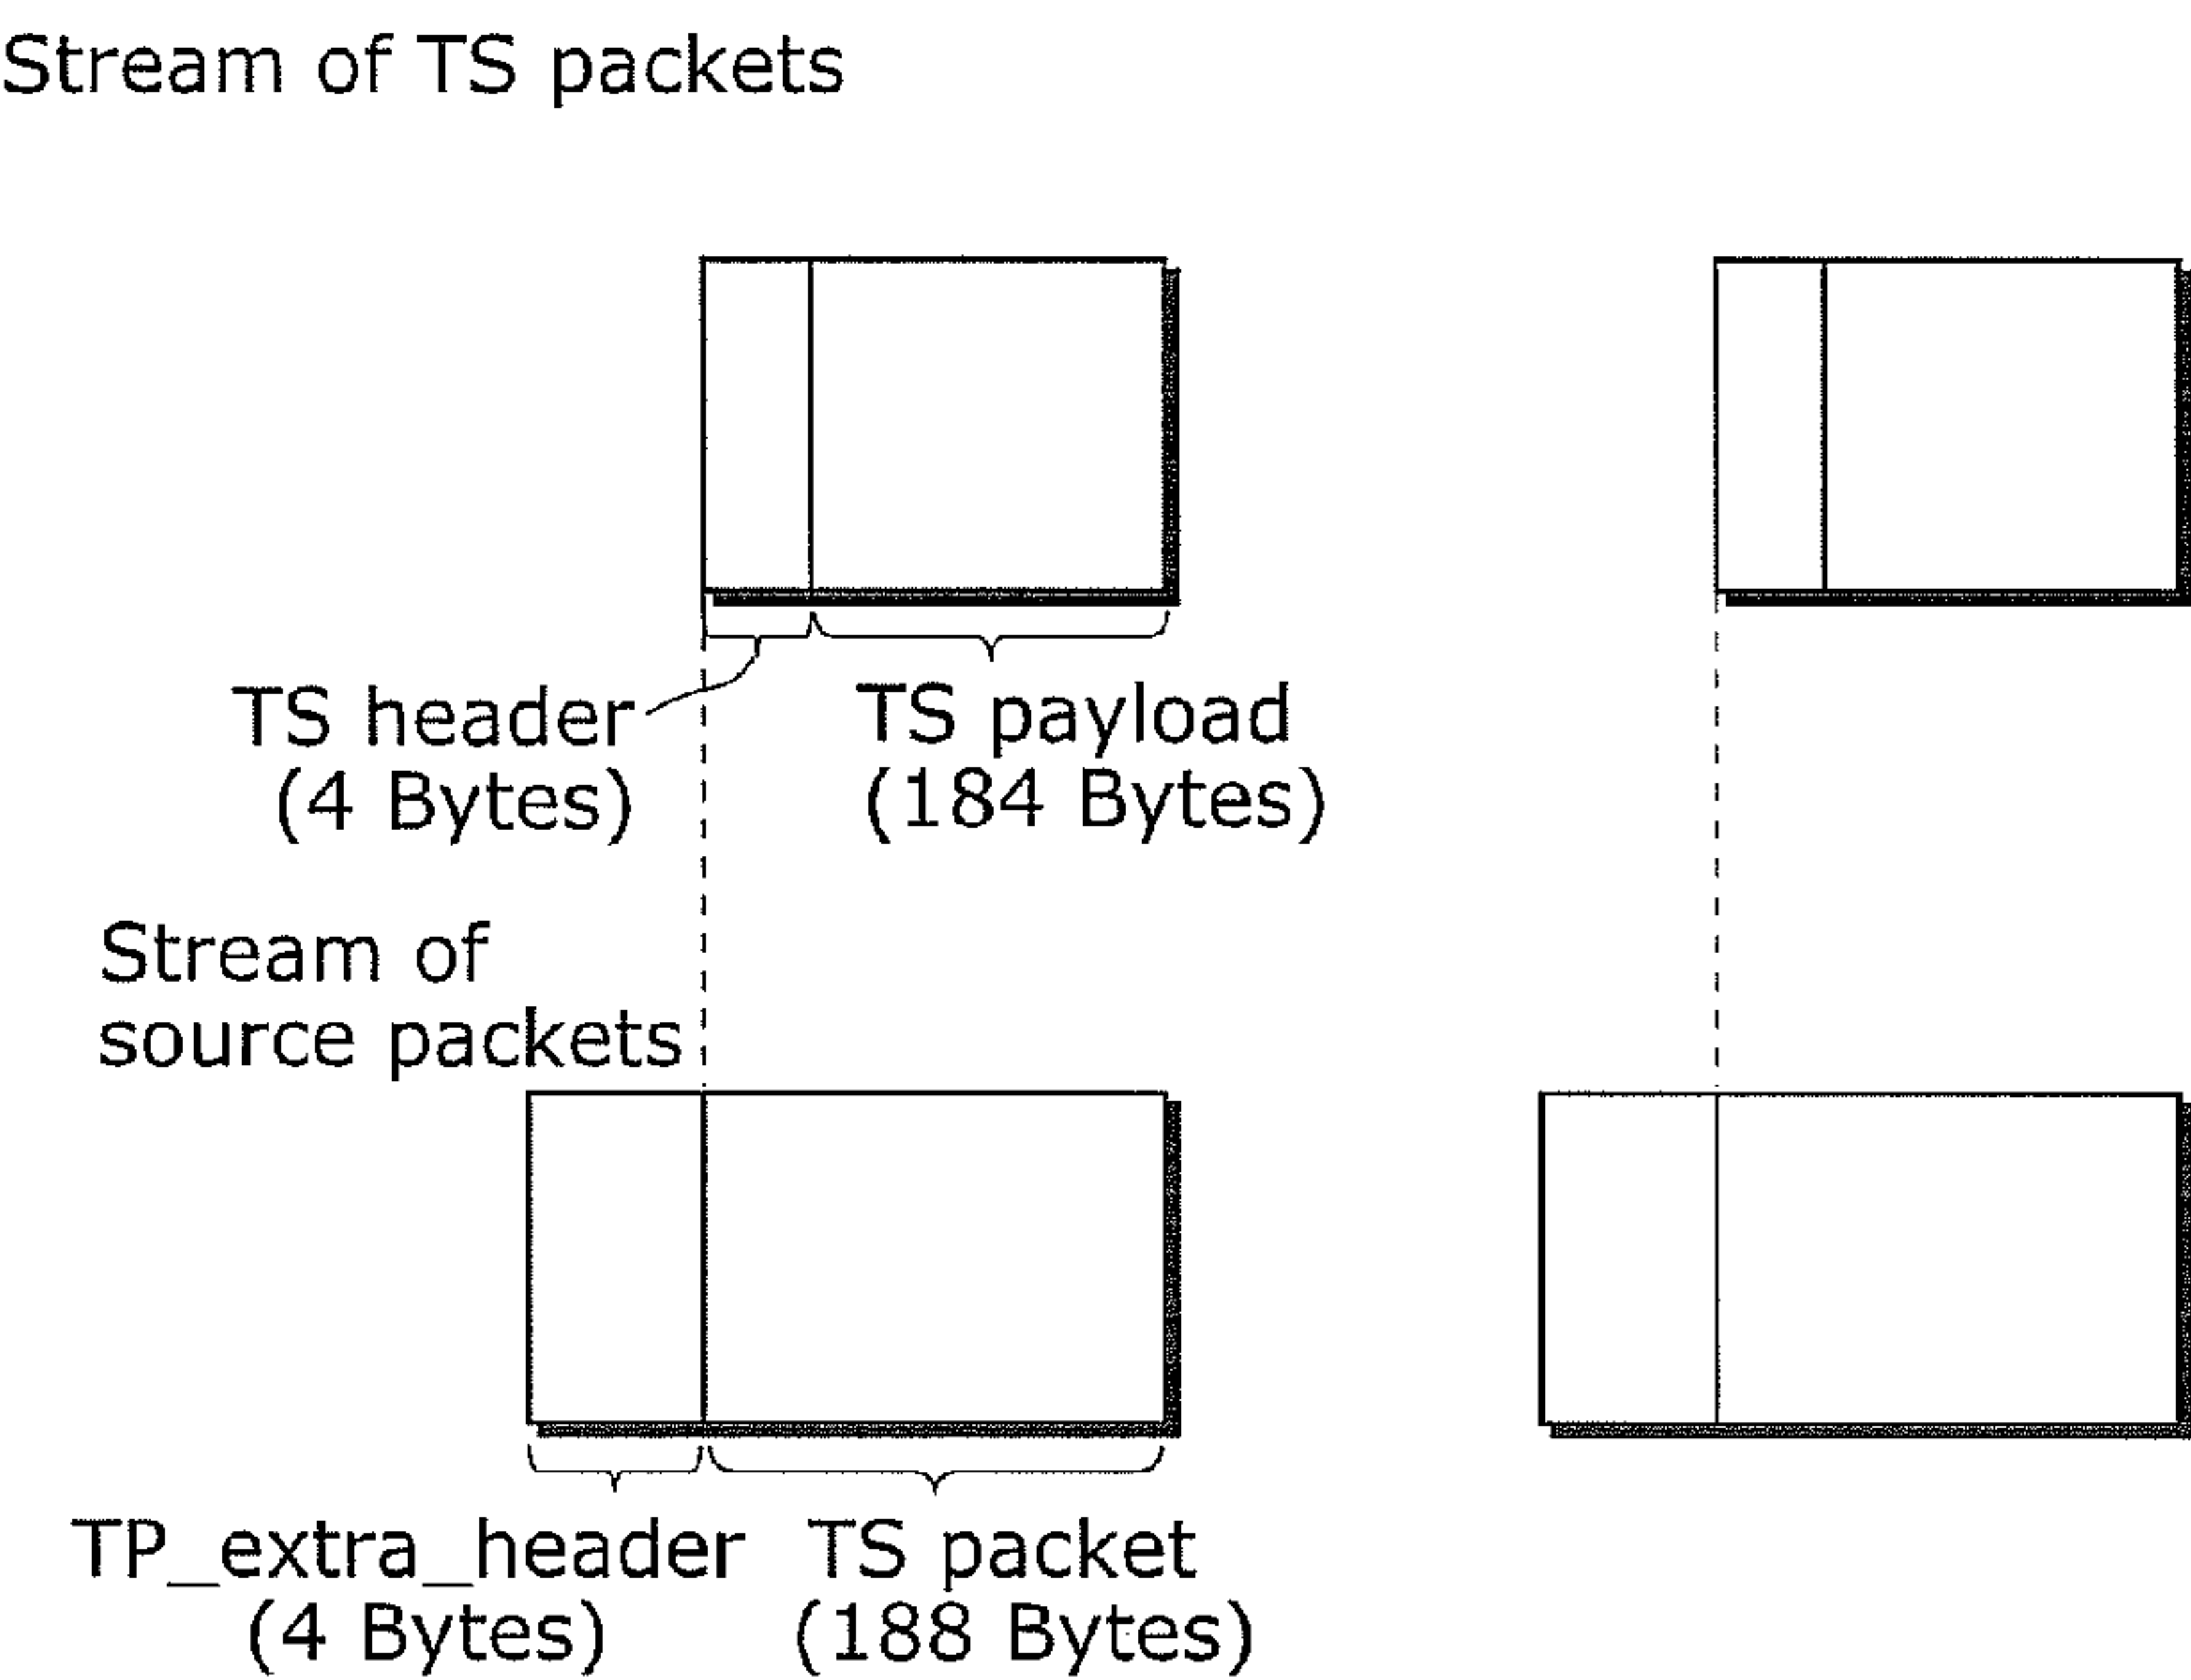 Stream of TS packets
TS header
(4 Bytes)
TS payload
(184 Bytes)
Stream of
source packets
TP_extra_header
(4 Bytes)
TS packet
(188 Bytes)